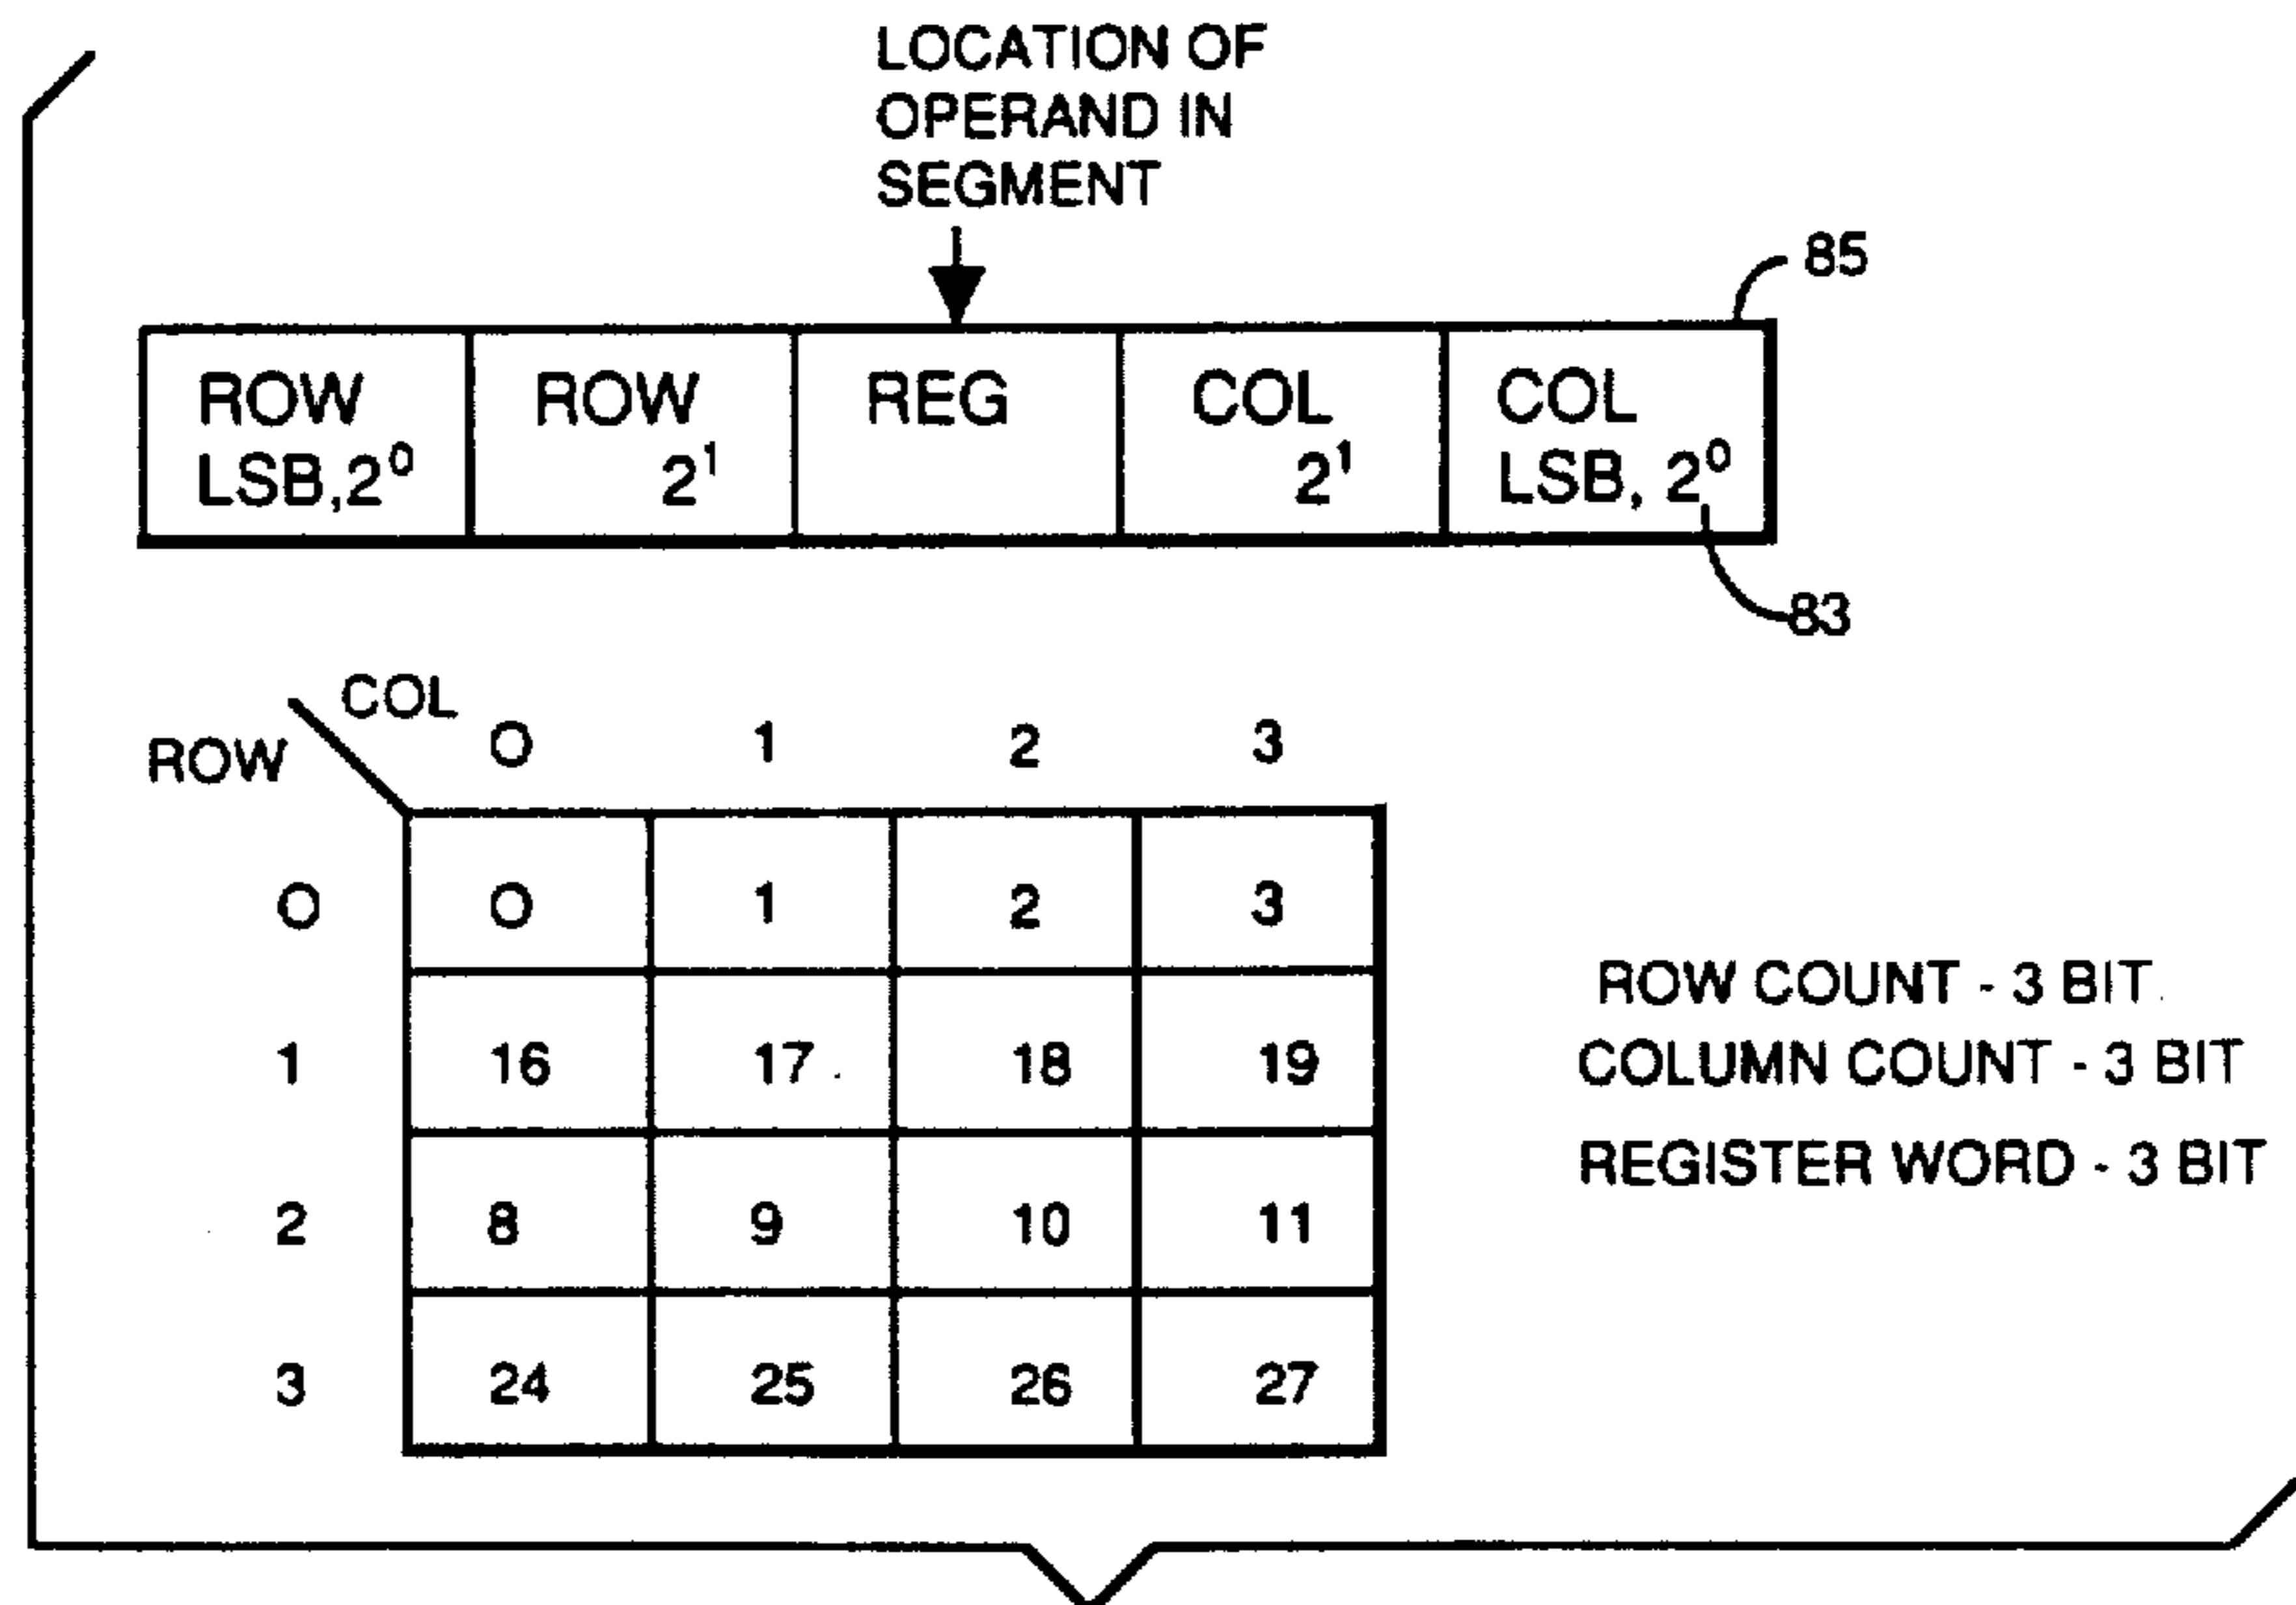 LOCATION OF
OPERAND IN
SEGMENT
85
ROW LSB,2⁰ ROW 2¹ REG COL 2¹ COL LSB, 2⁰
83
COL
ROW
0 1 2 3
0 0 1 2 3
1 16 17 18 19
2 8 9 10 11
3 24 25 26 27
ROW COUNT - 3 BIT
COLUMN COUNT - 3 BIT
REGISTER WORD - 3 BIT